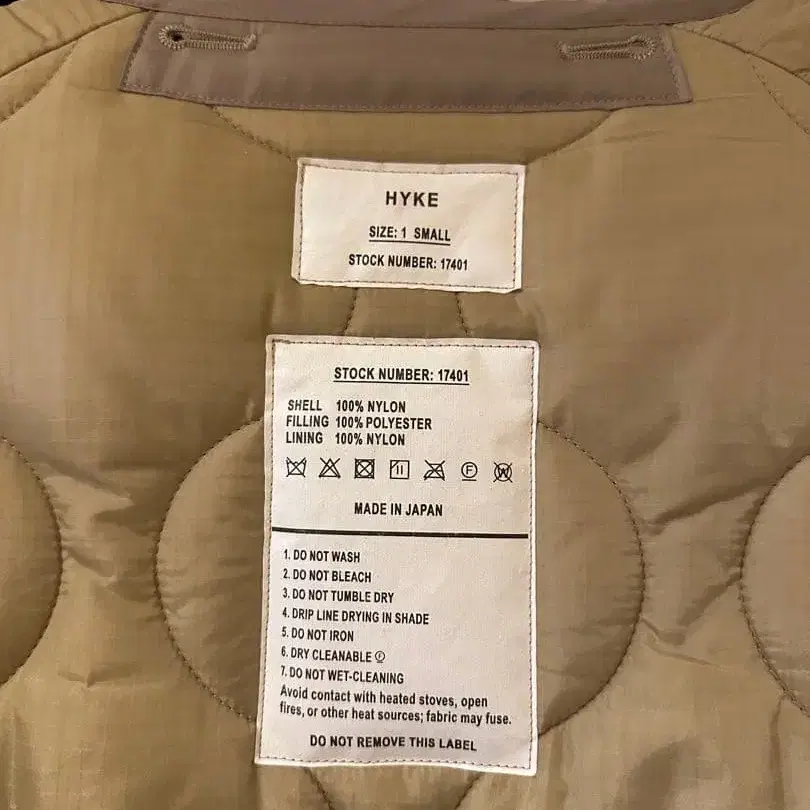 HYKE
SIZE: 1 SMALL
STOCK NUMBER: 17401
STOCK NUMBER: 17401
SHELL 100% NYLON
FILLING 100% POLYESTER
LINING 100% NYLON
F W
MADE IN JAPAN
1. DO NOT WASH
2. DO NOT BLEACH
3. DO NOT TUMBLE DRY
4. DRIP LINE DRYING IN SHADE
5. DO NOT IRON
6. DRY CLEANABLE Ⓕ
7. DO NOT WET-CLEANING
Avoid contact with heated stoves, open
fires, or other heat sources; fabric may fuse.
DO NOT REMOVE THIS LABEL